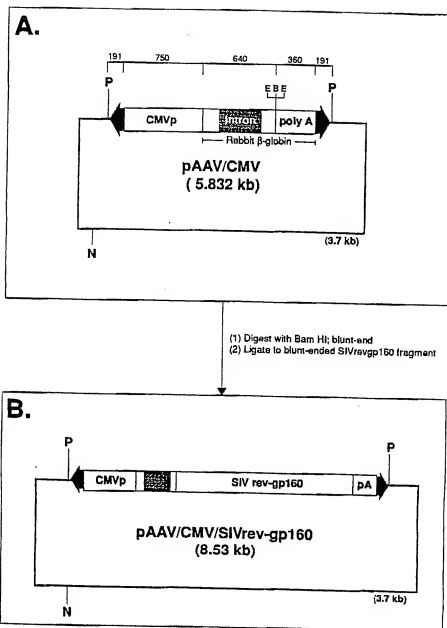 A.
191 750 640 360 191
P E B E P
CMVp Intron poly A
Rabbit β-globin
pAAV/CMV
( 5.832 kb)
(3.7 kb)
N
(1) Digest with Bam HI; blunt-end
(2) Ligate to blunt-ended SIVrevgp160 fragment
B.
P P
CMVp SIV rev-gp160 pA
pAAV/CMV/SIVrev-gp160
(8.53 kb)
(3.7 kb)
N